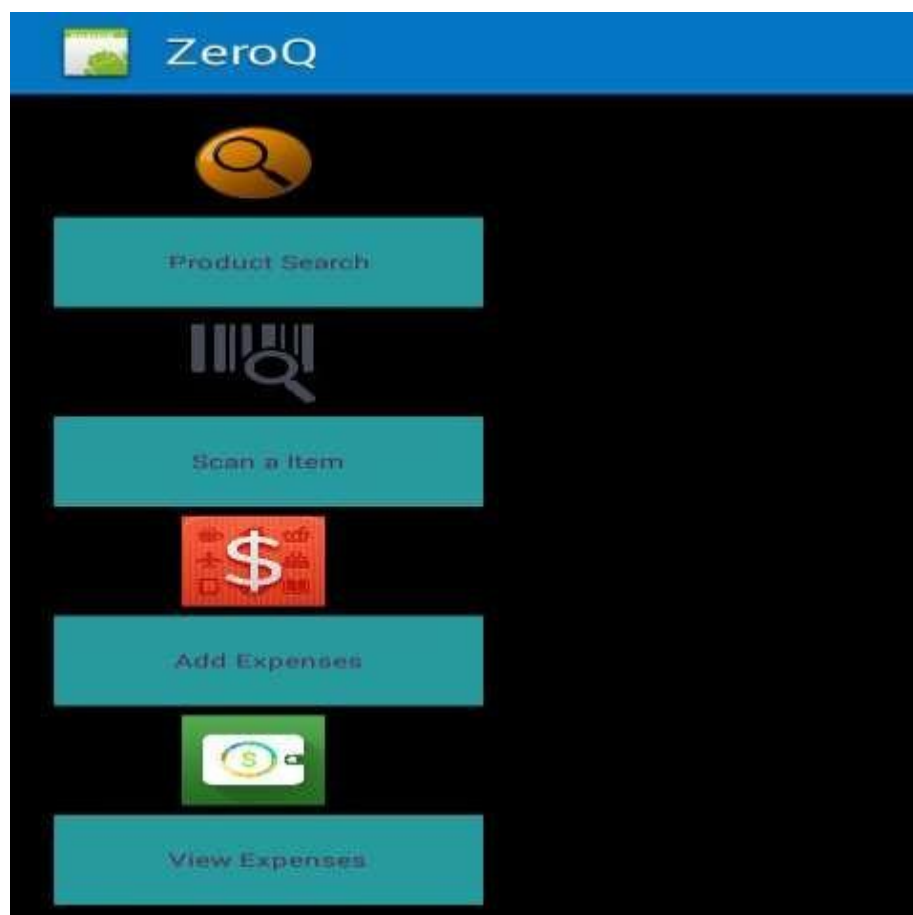 ZeroQ
Product Search
Scan a Item
$
Add Expenses
$
View Expenses